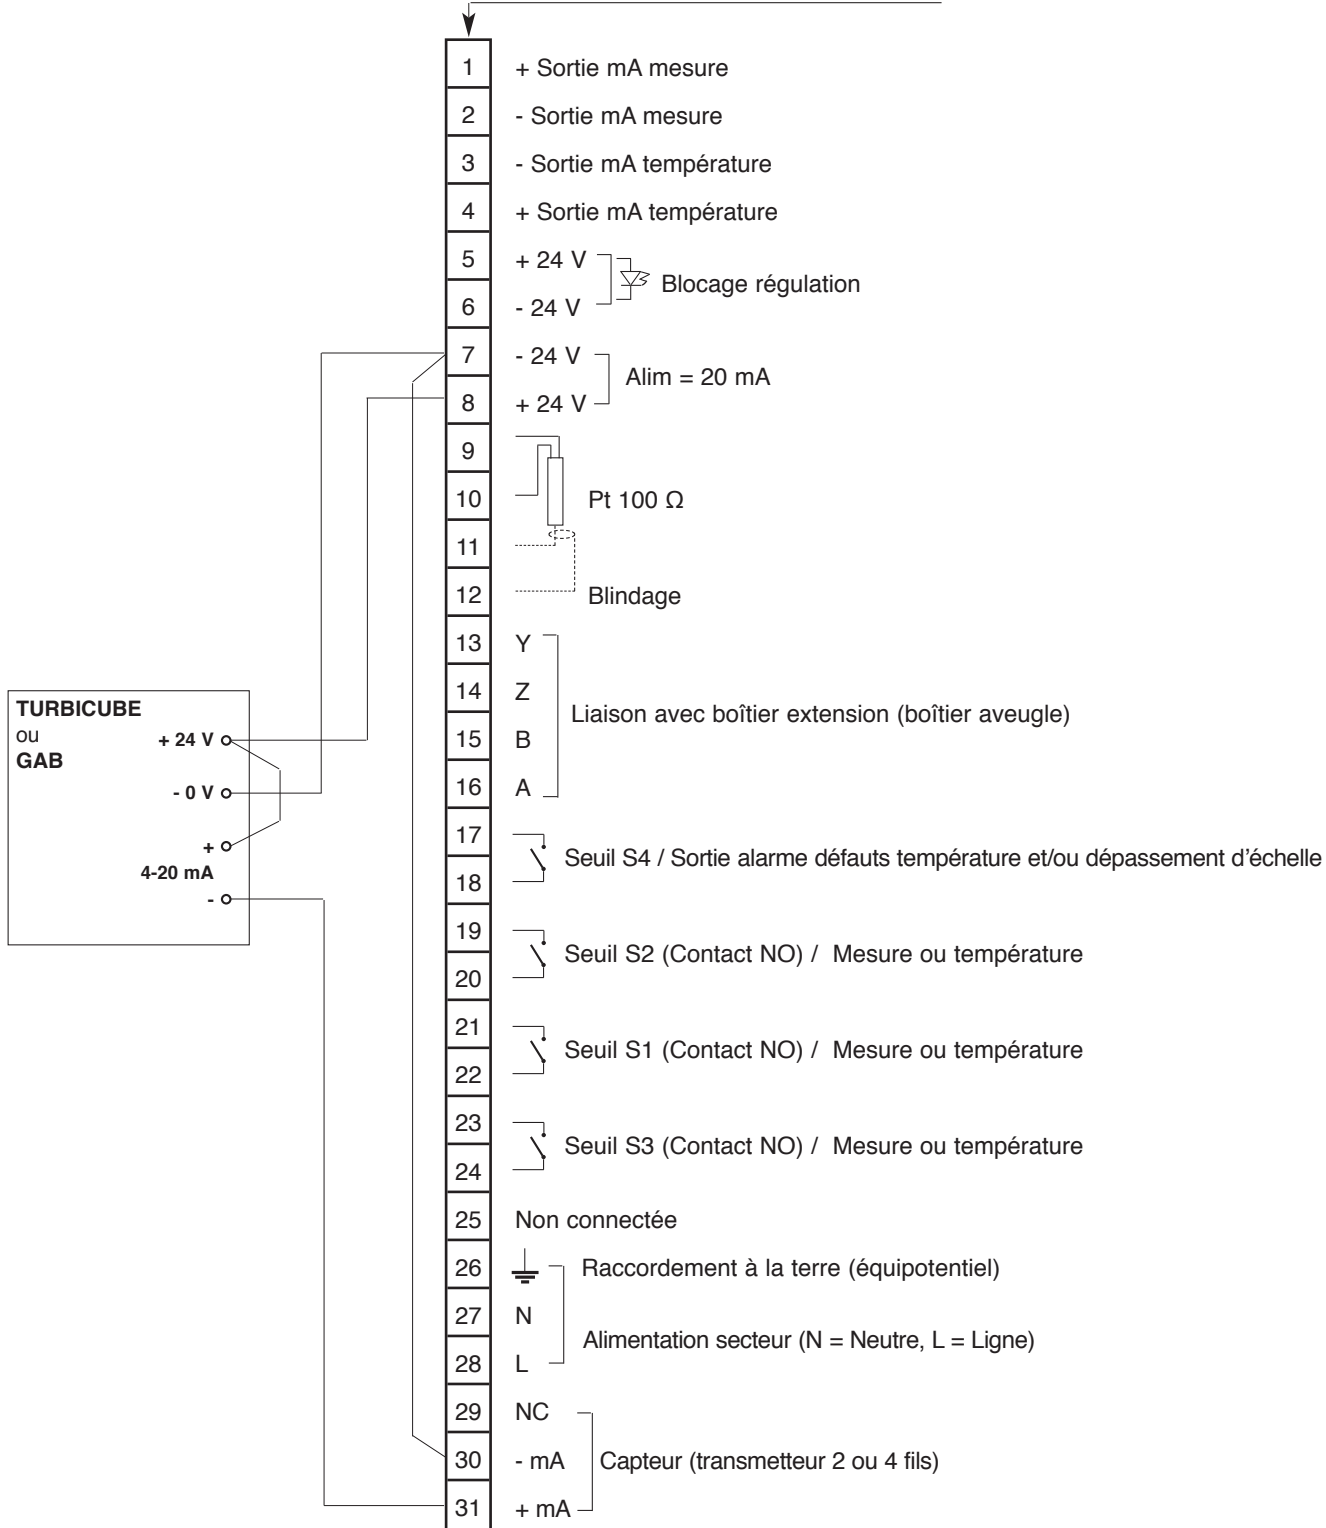 1 + Sortie mA mesure
2 - Sortie mA mesure
3 - Sortie mA température
4 + Sortie mA température
5 + 24 V
Blocage régulation
6 - 24 V
7 - 24 V
Alim = 20 mA
8 + 24 V
9
10 Pt 100 Ω
11
12 Blindage
13 Y
14 Z
Liaison avec boîtier extension (boîtier aveugle)
15 B
16 A
TURBICUBE
ou
GAB
+ 24 V
- 0 V
+
4-20 mA
-
17
Seuil S4 / Sortie alarme défauts température et/ou dépassement d’échelle
18
19
Seuil S2 (Contact NO) / Mesure ou température
20
21
Seuil S1 (Contact NO) / Mesure ou température
22
23
Seuil S3 (Contact NO) / Mesure ou température
24
25 Non connectée
26 Raccordement à la terre (équipotentiel)
27 N
Alimentation secteur (N = Neutre, L = Ligne)
28 L
29 NC
30 - mA Capteur (transmetteur 2 ou 4 fils)
31 + mA